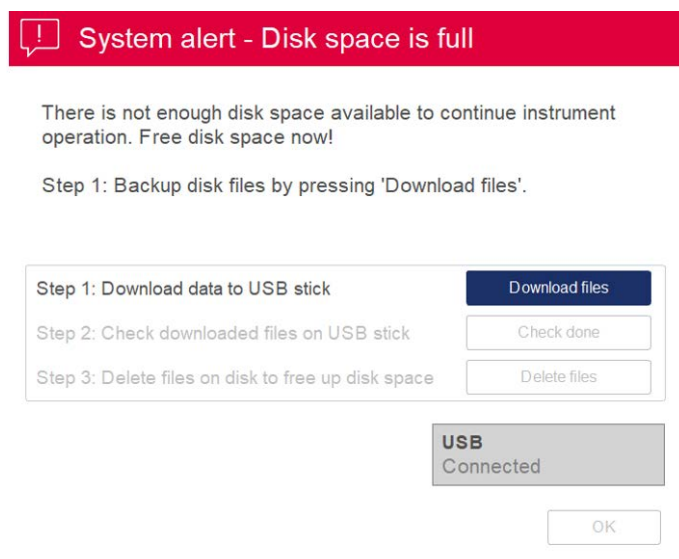 System alert - Disk space is full
There is not enough disk space available to continue instrument
operation. Free disk space now!
Step 1: Backup disk files by pressing 'Download files'.
Step 1: Download data to USB stick
Download files
Step 2: Check downloaded files on USB stick
Check done
Step 3: Delete files on disk to free up disk space
Delete files
USB
Connected
OK